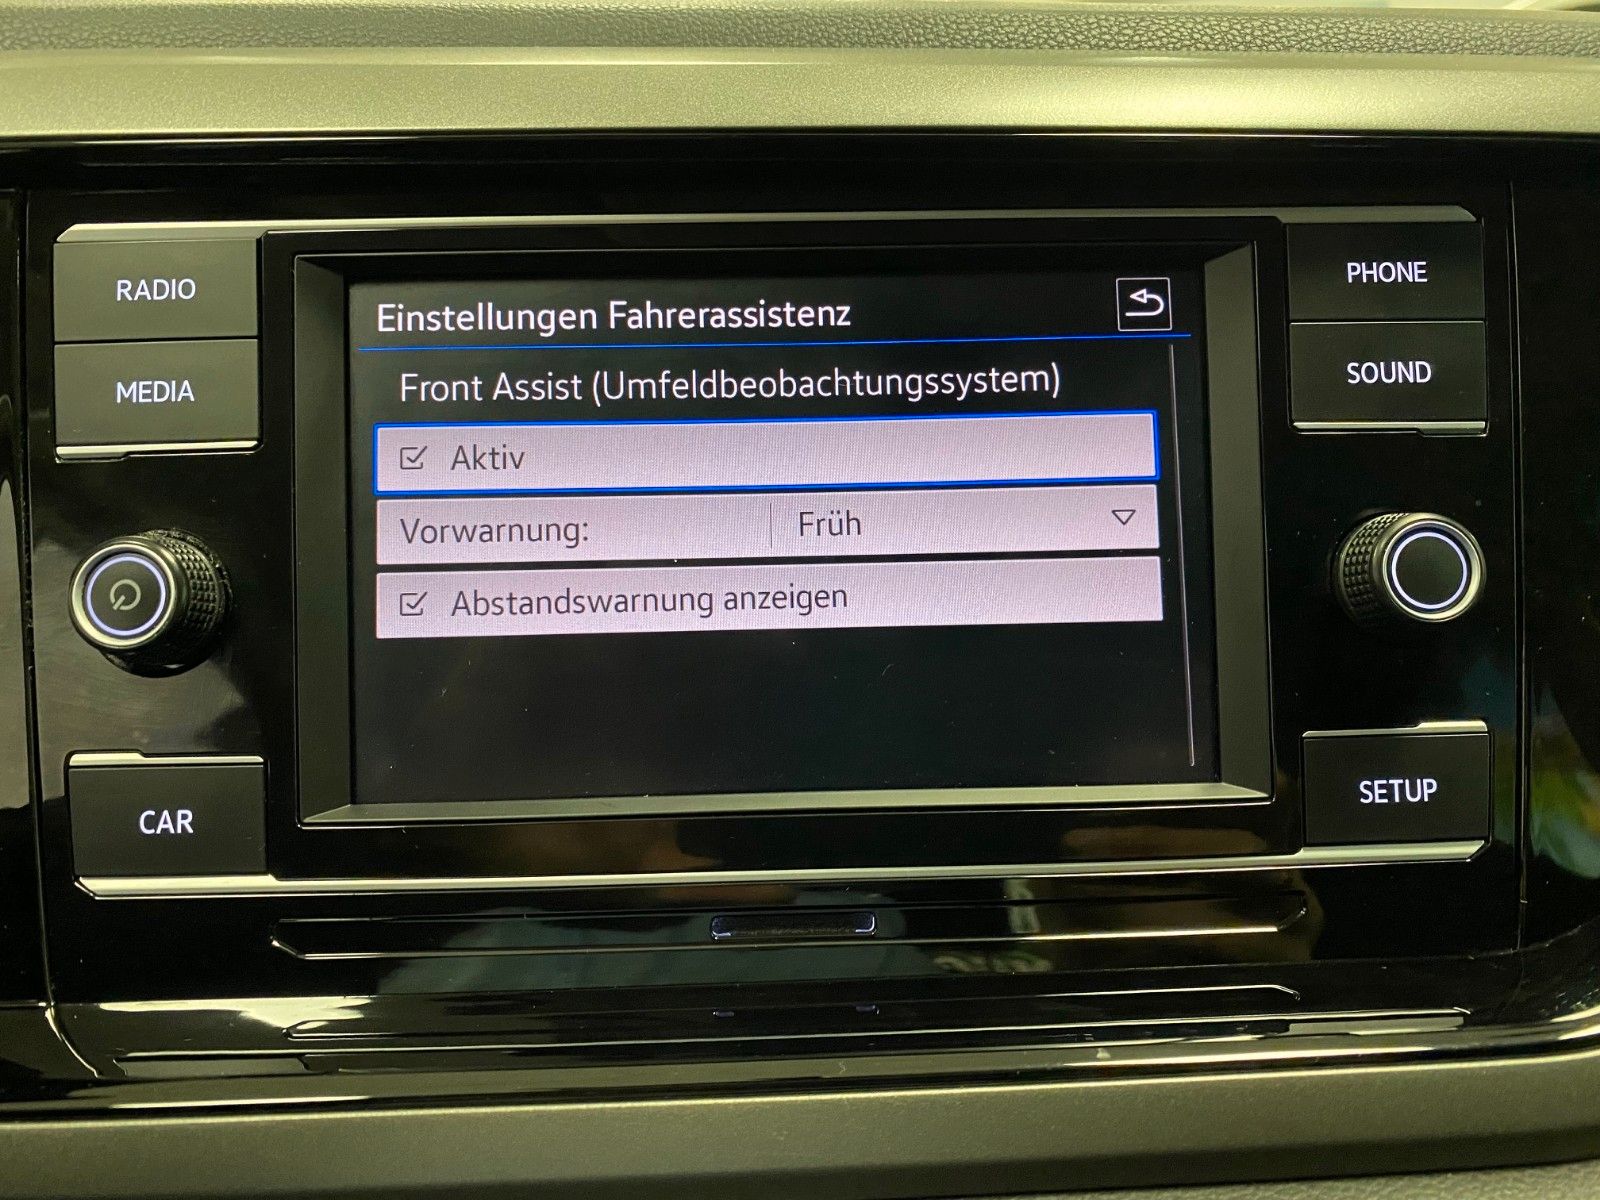 RADIO
MEDIA
CAR
Einstellungen Fahrerassistenz
Front Assist (Umfeldbeobachtungssystem)
Aktiv
Vorwarnung: Früh
Abstandswarnung anzeigen
PHONE
SOUND
SETUP